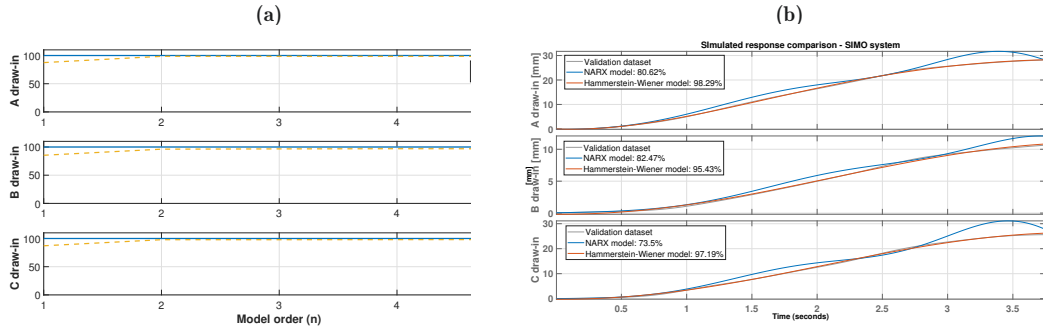 (a)
A draw-in
100
50
0
1
2
3
4
B draw-in
100
50
0
1
2
3
4
C draw-in
100
50
0
1
2
3
4
Model order (n)
(b)
SImulated response comparison - SIMO system
A draw-in [mm]
30
20
10
0
Validation dataset
NARX model: 80.62%
Hammerstein-Wiener model: 98.29%
B draw-in [mm]
[mm]
10
5
0
Validation dataset
NARX model: 82.47%
Hammerstein-Wiener model: 95.43%
C draw-in
30
20
10
0
Validation dataset
NARX model: 73.5%
Hammerstein-Wiener model: 97.19%
0.5
1
1.5
2
2.5
3
3.5
Time (seconds)